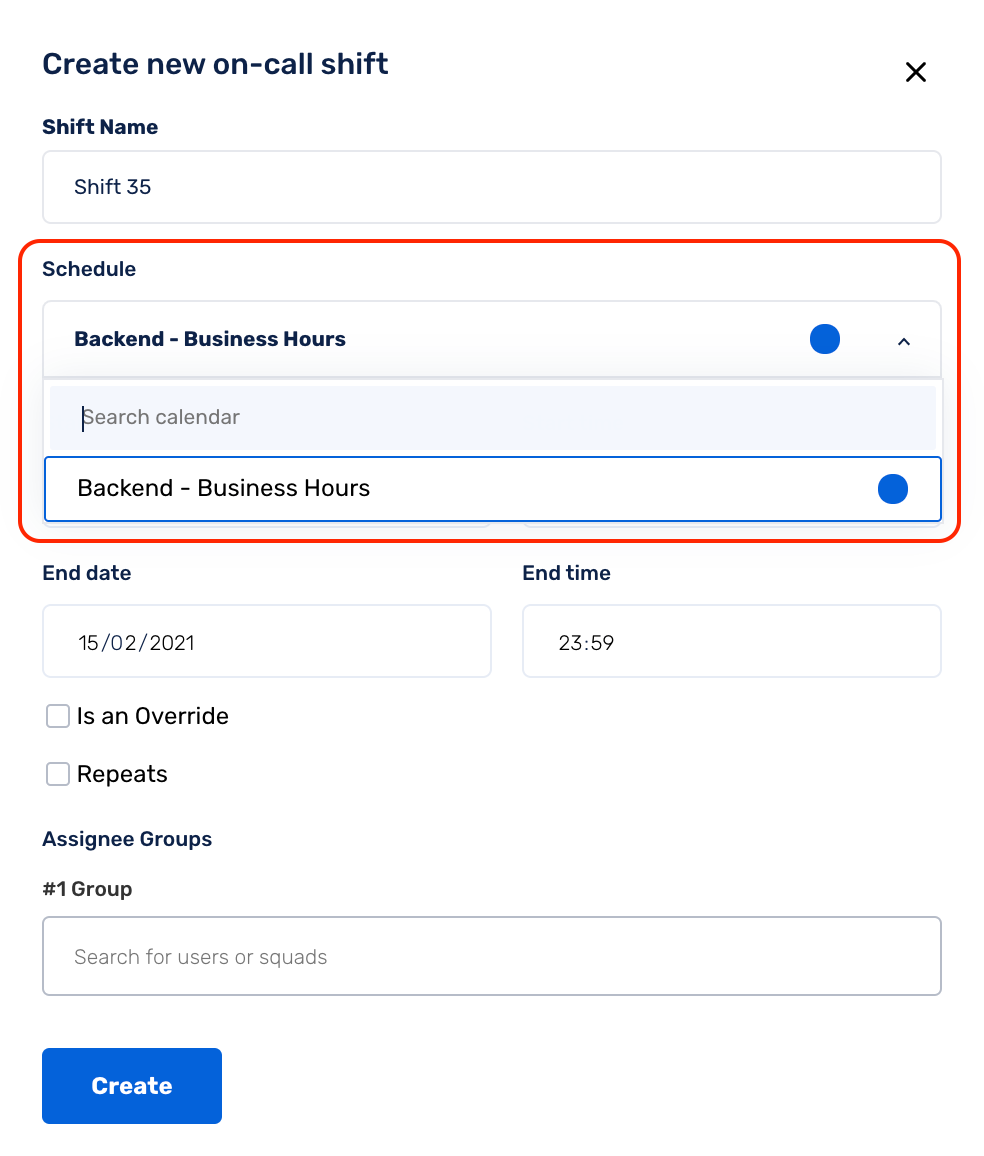 Create new on-call shift
Shift Name
Shift 35
Schedule
Backend - Business Hours
Search calendar
Backend - Business Hours
End date
End time
15/02/2021
23:59
Is an Override
Repeats
Assignee Groups
#1 Group
Search for users or squads
Create